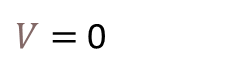 V = 0